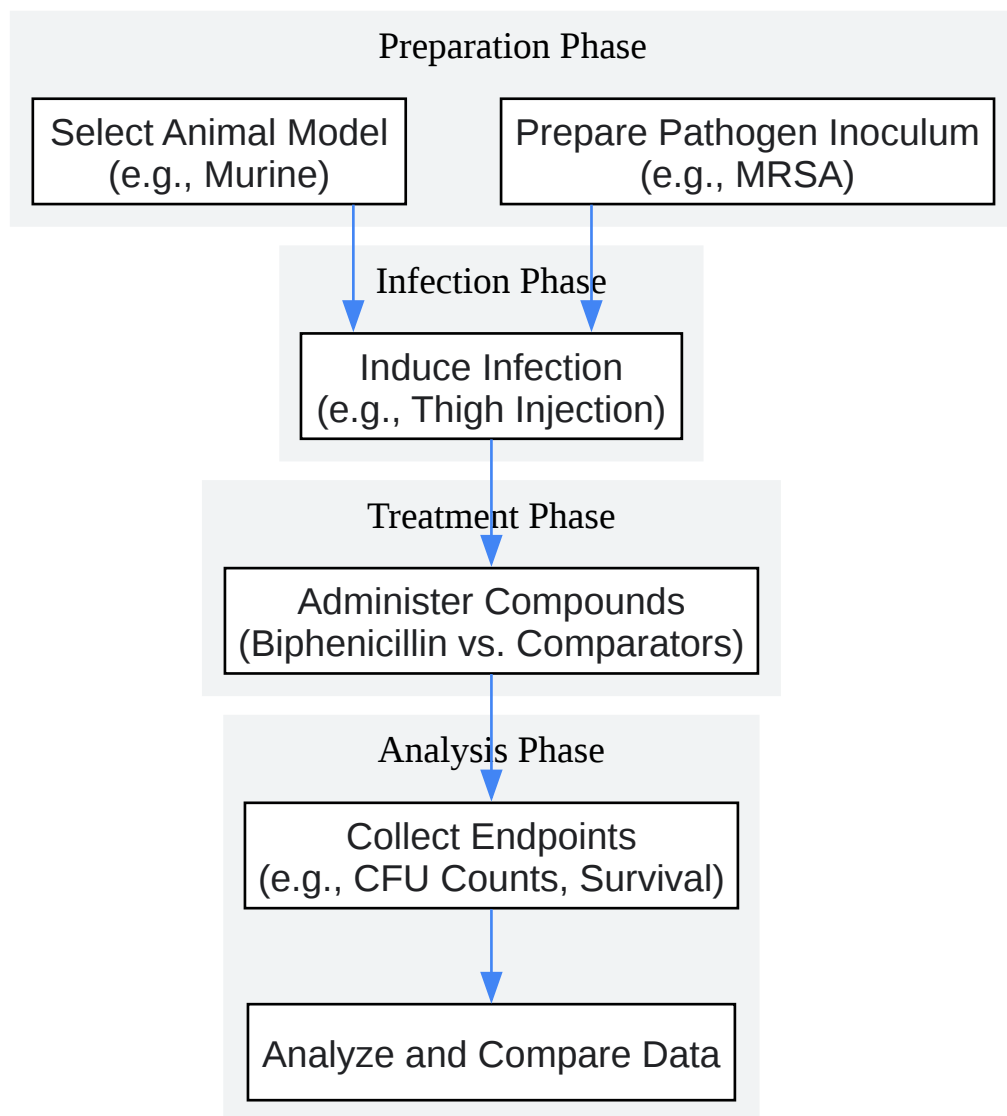 Preparation Phase
Select Animal Model
(e.g., Murine)
Prepare Pathogen Inoculum
(e.g., MRSA)
Infection Phase
Induce Infection
(e.g., Thigh Injection)
Treatment Phase
Administer Compounds
(Biphenicillin vs. Comparators)
Analysis Phase
Collect Endpoints
(e.g., CFU Counts, Survival)
Analyze and Compare Data